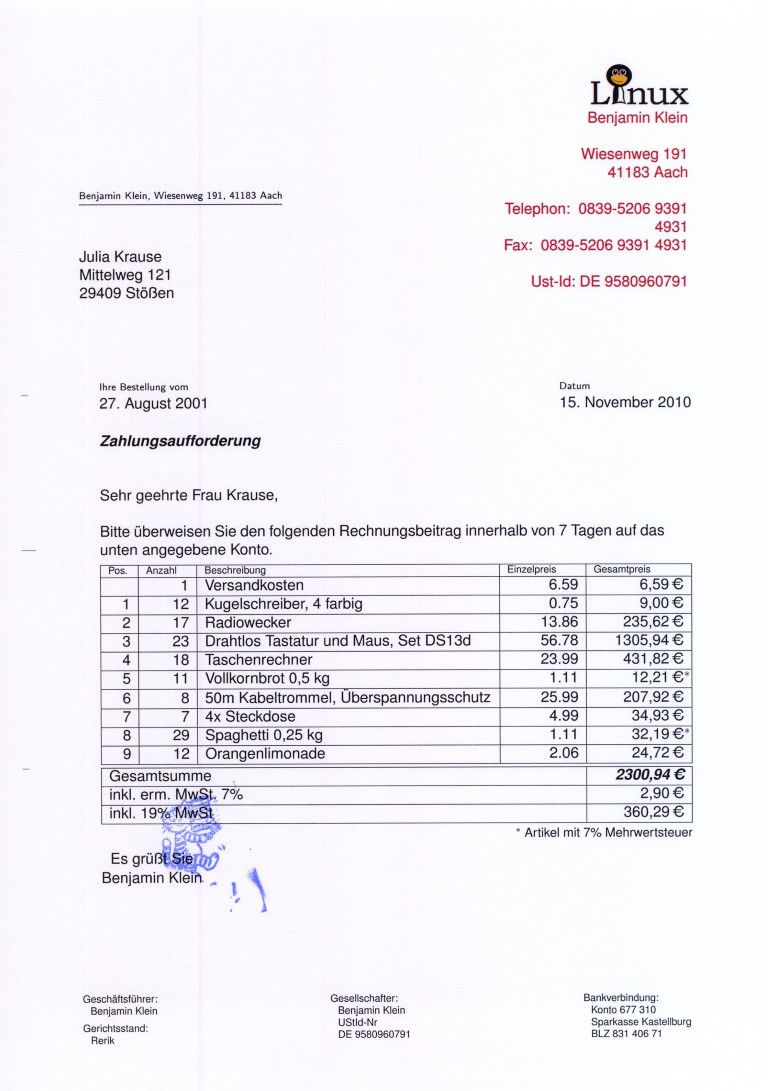 Linux
Benjamin Klein
Wiesenweg 191
41183 Aach
Benjamin Klein, Wiesenweg 191, 41183 Aach
Telephon: 0839-5206 9391
4931
Fax: 0839-5206 9391 4931
Julia Krause
Mittelweg 121
29409 Stößen
Ust-Id: DE 9580960791
Ihre Bestellung vom Datum
27. August 2001 15. November 2010
Zahlungsaufforderung
Sehr geehrte Frau Krause,
Bitte überweisen Sie den folgenden Rechnungsbeitrag innerhalb von 7 Tagen auf das
unten angegebene Konto.
Pos. Anzahl Beschreibung Einzelpreis Gesamtpreis
1 Versandkosten 6.59 6,59 €
1 12 Kugelschreiber, 4 farbig 0.75 9,00 €
2 17 Radiowecker 13.86 235,62 €
3 23 Drahtlos Tastatur und Maus, Set DS13d 56.78 1305,94 €
4 18 Taschenrechner 23.99 431,82 €
5 11 Vollkornbrot 0,5 kg 1.11 12,21 €*
6 8 50m Kabeltrommel, Überspannungsschutz 25.99 207,92 €
7 7 4x Steckdose 4.99 34,93 €
8 29 Spaghetti 0,25 kg 1.11 32,19 €*
9 12 Orangenlimonade 2.06 24,72 €
Gesamtsumme 2300,94 €
inkl. erm. MwSt. 7% 2,90 €
inkl. 19% MwSt 360,29 €
* Artikel mit 7% Mehrwertsteuer
Es grüßt Sie
Benjamin Klein
Geschäftsführer:
Benjamin Klein
Gerichtsstand:
Rerik
Gesellschafter:
Benjamin Klein
UStId-Nr
DE 9580960791
Bankverbindung:
Konto 677 310
Sparkasse Kastellburg
BLZ 831 406 71